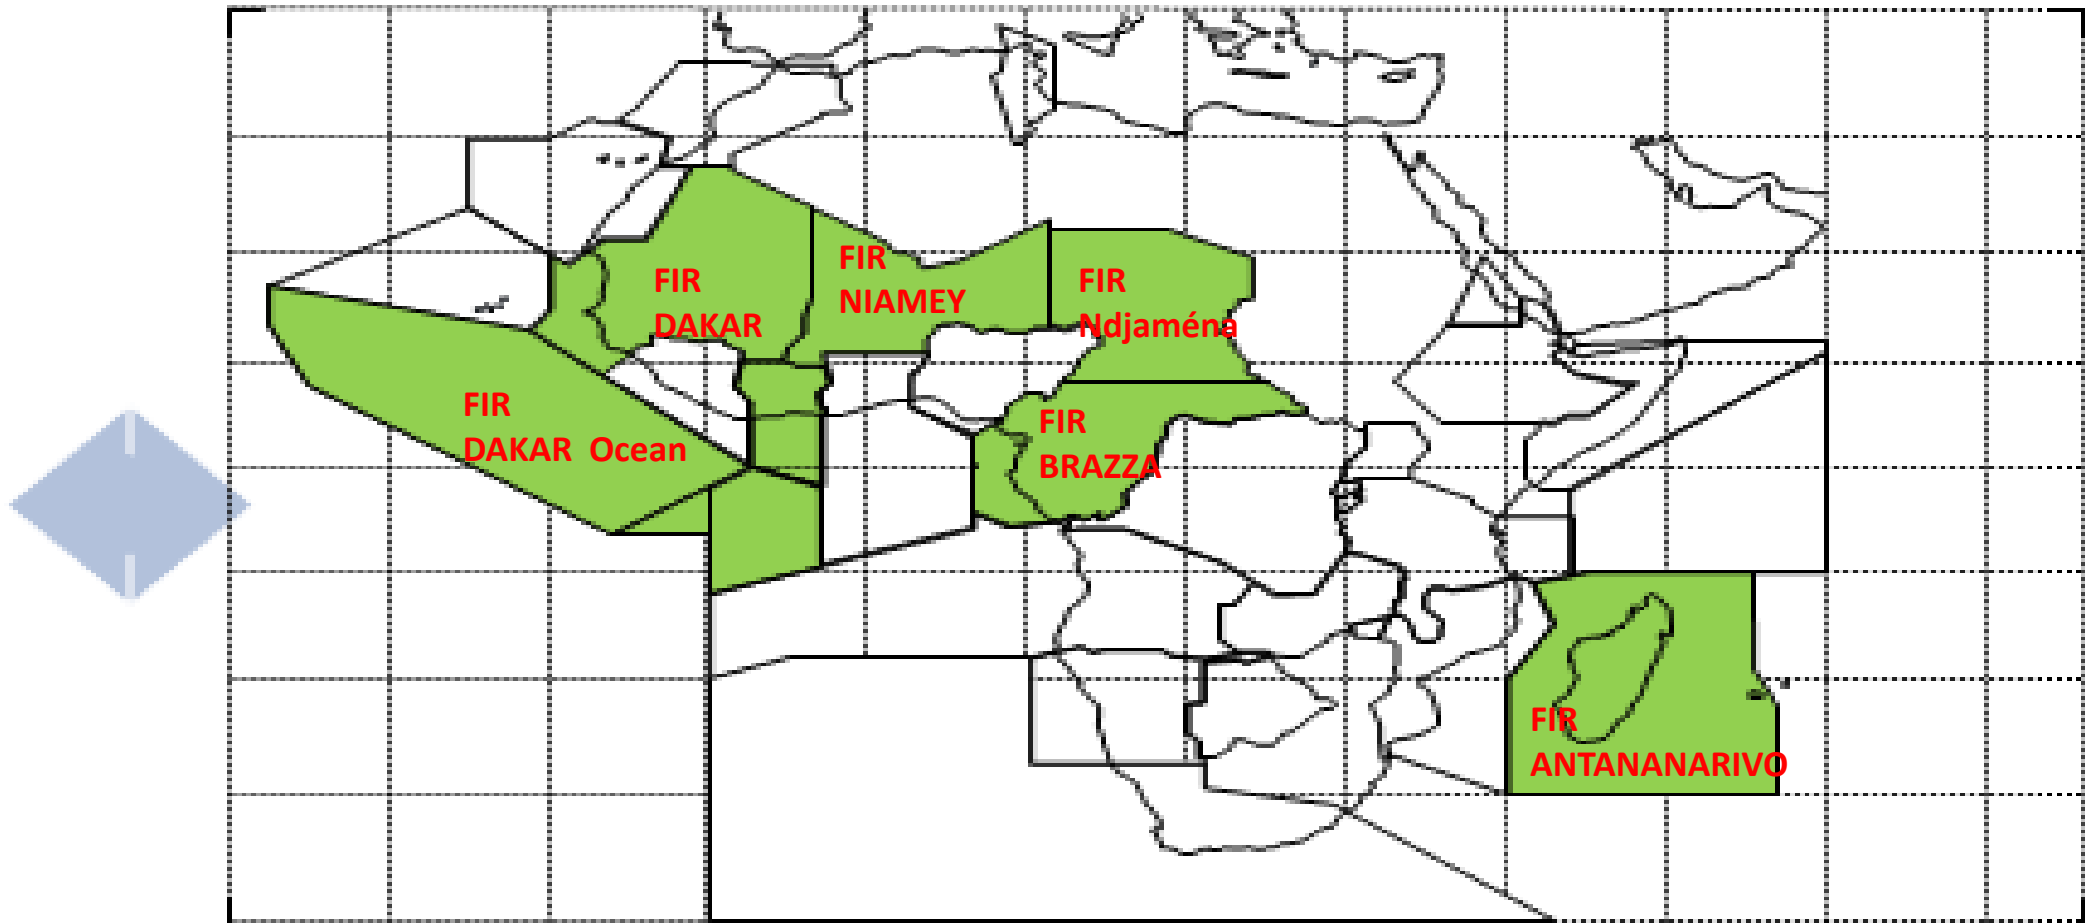 FIR
DAKAR
FIR
NIAMEY
FIR
Ndjaména
FIR
DAKAR Ocean
FIR
BRAZZA
FIR
ANTANANARIVO